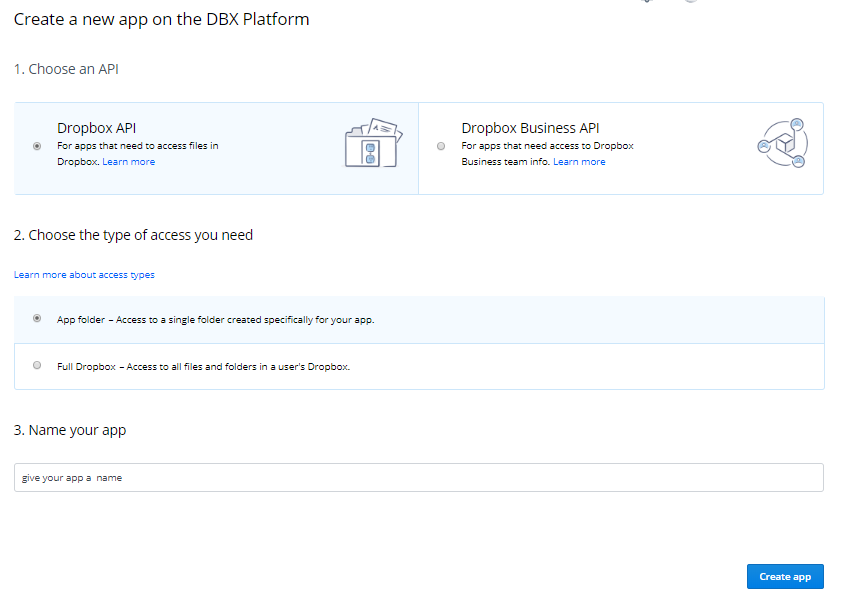 Create a new app on the DBX Platform
1. Choose an API
Dropbox API
For apps that need to access files in
Dropbox. Learn more
Dropbox Business API
For apps that need access to Dropbox
Business team info. Learn more
2. Choose the type of access you need
Learn more about access types
App folder – Access to a single folder created specifically for your app.
Full Dropbox – Access to all files and folders in a user's Dropbox.
3. Name your app
give your app a  name
Create app